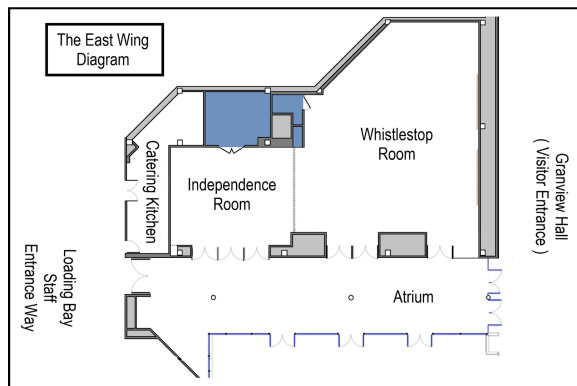 The East Wing
Diagram
Whistlestop
Room
Independence
Room
Catering Kitchen
Granview Hall
( Visitor Entrance )
Loading Bay
Staff
Entrance Way
Atrium